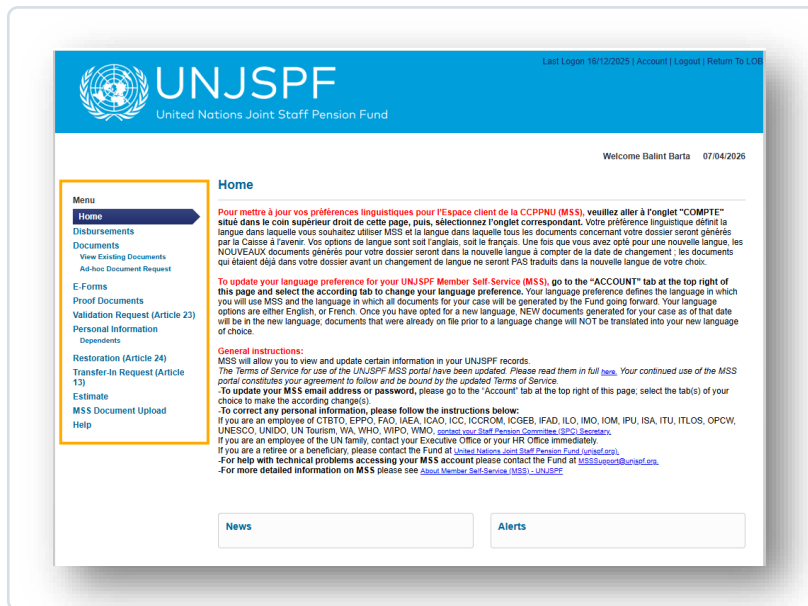 Last Logon 16/12/2025 | Account | Logout | Return To LOB
UNJSPF
United Nations Joint Staff Pension Fund
Welcome Balint Barta 07/04/2026
Menu
Home
Disbursements
Documents
View Existing Documents
Ad-hoc Document Request
E-Forms
Proof Documents
Validation Request (Article 23)
Personal Information
Dependents
Restoration (Article 24)
Transfer-In Request (Article
13)
Estimate
MSS Document Upload
Help
Home
Pour mettre à jour vos préférences linguistiques pour l'Espace client de la CCPPNU (MSS), veuillez aller à l'onglet "COMPTE"
situé dans le coin supérieur droit de cette page, puis, sélectionnez l'onglet correspondant. Votre préférence linguistique définit la
langue dans laquelle vous souhaitez utiliser MSS et la langue dans laquelle tous les documents concernant votre dossier seront générés
par la Caisse à l'avenir. Vos options de langue sont soit l'anglais, soit le français. Une fois que vous avez opté pour une nouvelle langue, les
NOUVEAUX documents générés pour votre dossier seront dans la nouvelle langue à compter de la date de changement ; les documents
qui étaient déjà dans votre dossier avant un changement de langue ne seront PAS traduits dans la nouvelle langue de votre choix.
To update your language preference for your UNJSPF Member Self-Service (MSS), go to the "ACCOUNT" tab at the top right of
this page and select the according tab to change your language preference. Your language preference defines the language in which
you will use MSS and the language in which all documents for your case will be generated by the Fund going forward. Your language
options are either English, or French. Once you have opted for a new language, NEW documents generated for your case as of that date
will be in the new language; documents that were already on file prior to a language change will NOT be translated into your new language
of choice.
General instructions:
MSS will allow you to view and update certain information in your UNJSPF records.
The Terms of Service for use of the UNJSPF MSS portal have been updated. Please read them in full here. Your continued use of the MSS
portal constitutes your agreement to follow and be bound by the updated Terms of Service.
-To update your MSS email address or password, please go to the "Account" tab at the top right of this page; select the tab(s) of your
choice to make the according change(s).
-To correct any personal information, please follow the instructions below:
If you are an employee of CTBTO, EPPO, FAO, IAEA, ICAO, ICC, ICCROM, ICGEB, IFAD, ILO, IMO, IOM, IPU, ISA, ITU, ITLOS, OPCW,
UNESCO, UNIDO, UN Tourism, WA, WHO, WIPO, WMO, contact your Staff Pension Committee (SPC) Secretary.
If you are an employee of the UN family, contact your Executive Office or your HR Office immediately.
If you are a retiree or a beneficiary, please contact the Fund at United Nations Joint Staff Pension Fund (unjspf.org).
-For help with technical problems accessing your MSS account please contact the Fund at MSSSupport@unjspf.org.
-For more detailed information on MSS please see About Member Self-Service (MSS) - UNJSPF
News
Alerts